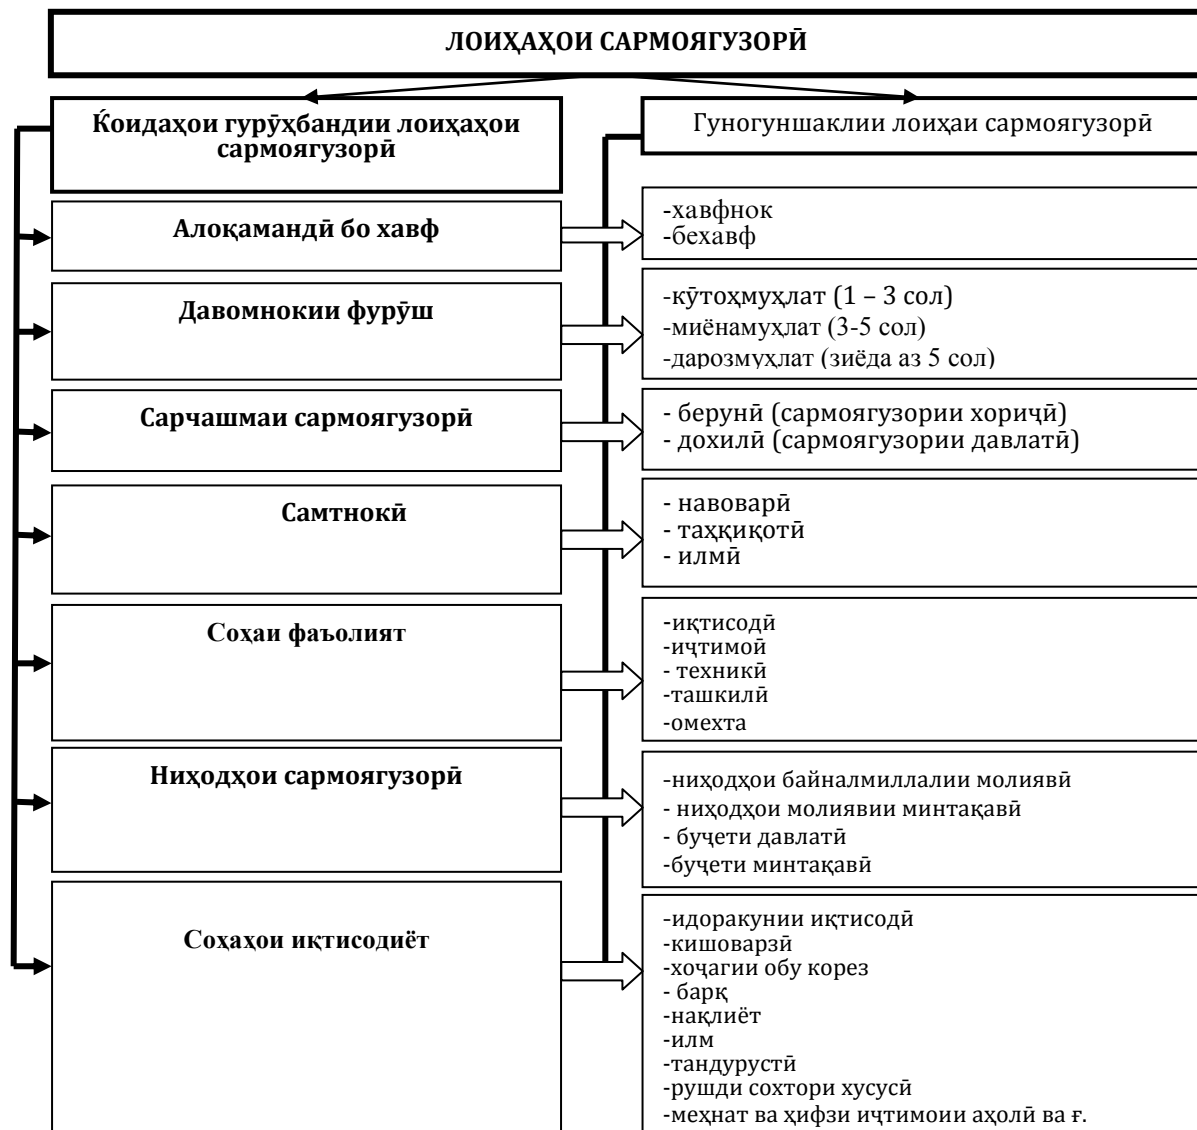 ЛОИҲАҲОИ САРМОЯГУЗОРӢ
Ќоидаҳои гурӯҳбандии лоиҳаҳои
сармоягузорӣ
Гуногуншаклии лоиҳаи сармоягузорӣ
Алоқамандӣ бо хавф
-хавфнок
-бехавф
Давомнокии фурӯш
-кӯтоҳмуҳлат (1 – 3 сол)
-миёнамуҳлат (3-5 сол)
-дарозмуҳлат (зиёда аз 5 сол)
Сарчашмаи сармоягузорӣ
- берунӣ (сармоягузории хориҷӣ)
- дохилӣ (сармоягузории давлатӣ)
Самтнокӣ
- навоварӣ
- таҳқиқотӣ
- илмӣ
Соҳаи фаъолият
-иқтисодӣ
-иҷтимоӣ
- техникӣ
-ташкилӣ
-омехта
Ниҳодҳои сармоягузорӣ
-ниҳодҳои байналмиллалии молиявӣ
- ниҳодҳои молиявии минтақавӣ
- буҷети давлатӣ
-буҷети минтақавӣ
Соҳаҳои иқтисодиёт
-идоракунии иқтисодӣ
-кишоварзӣ
-хоҷагии обу корез
- барқ
-нақлиёт
-илм
-тандурустӣ
-рушди сохтори хусусӣ
-меҳнат ва ҳифзи иҷтимоии аҳолӣ ва ғ.